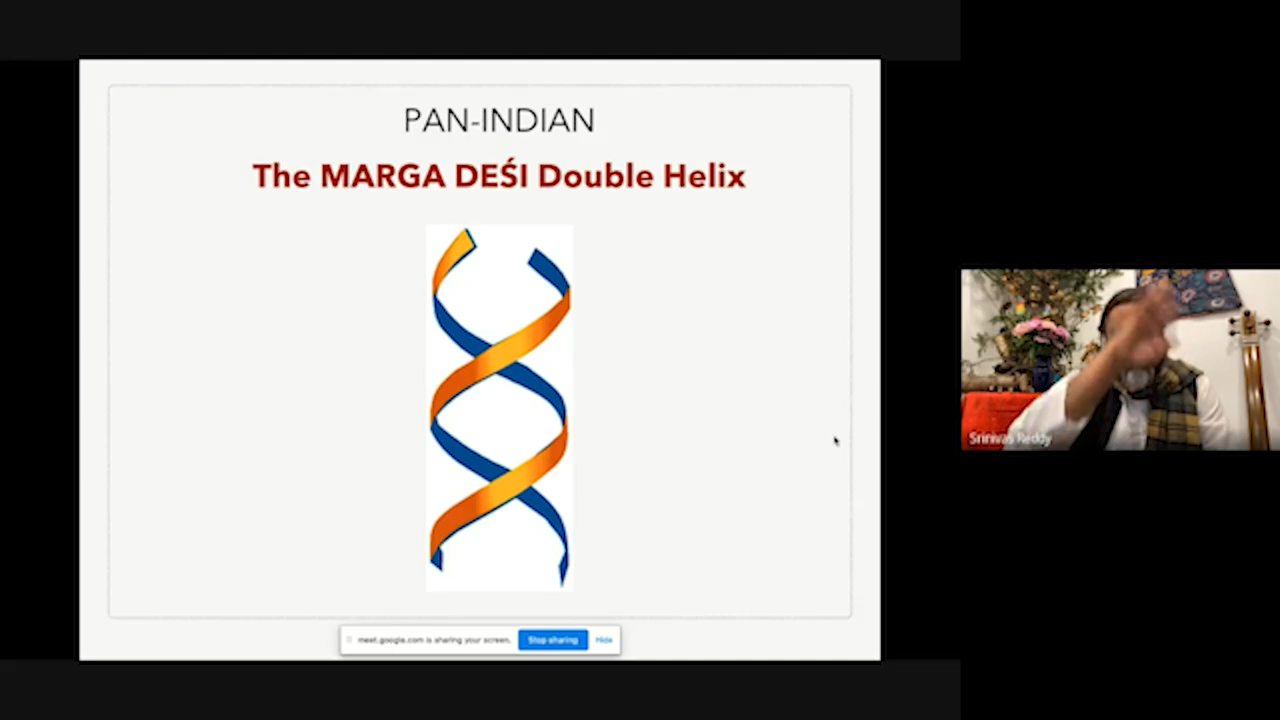 PAN-INDIAN
The MARGA DEŚI Double Helix
Srinivas Reddy
meet.google.com is sharing your screen. Stop sharing Hide